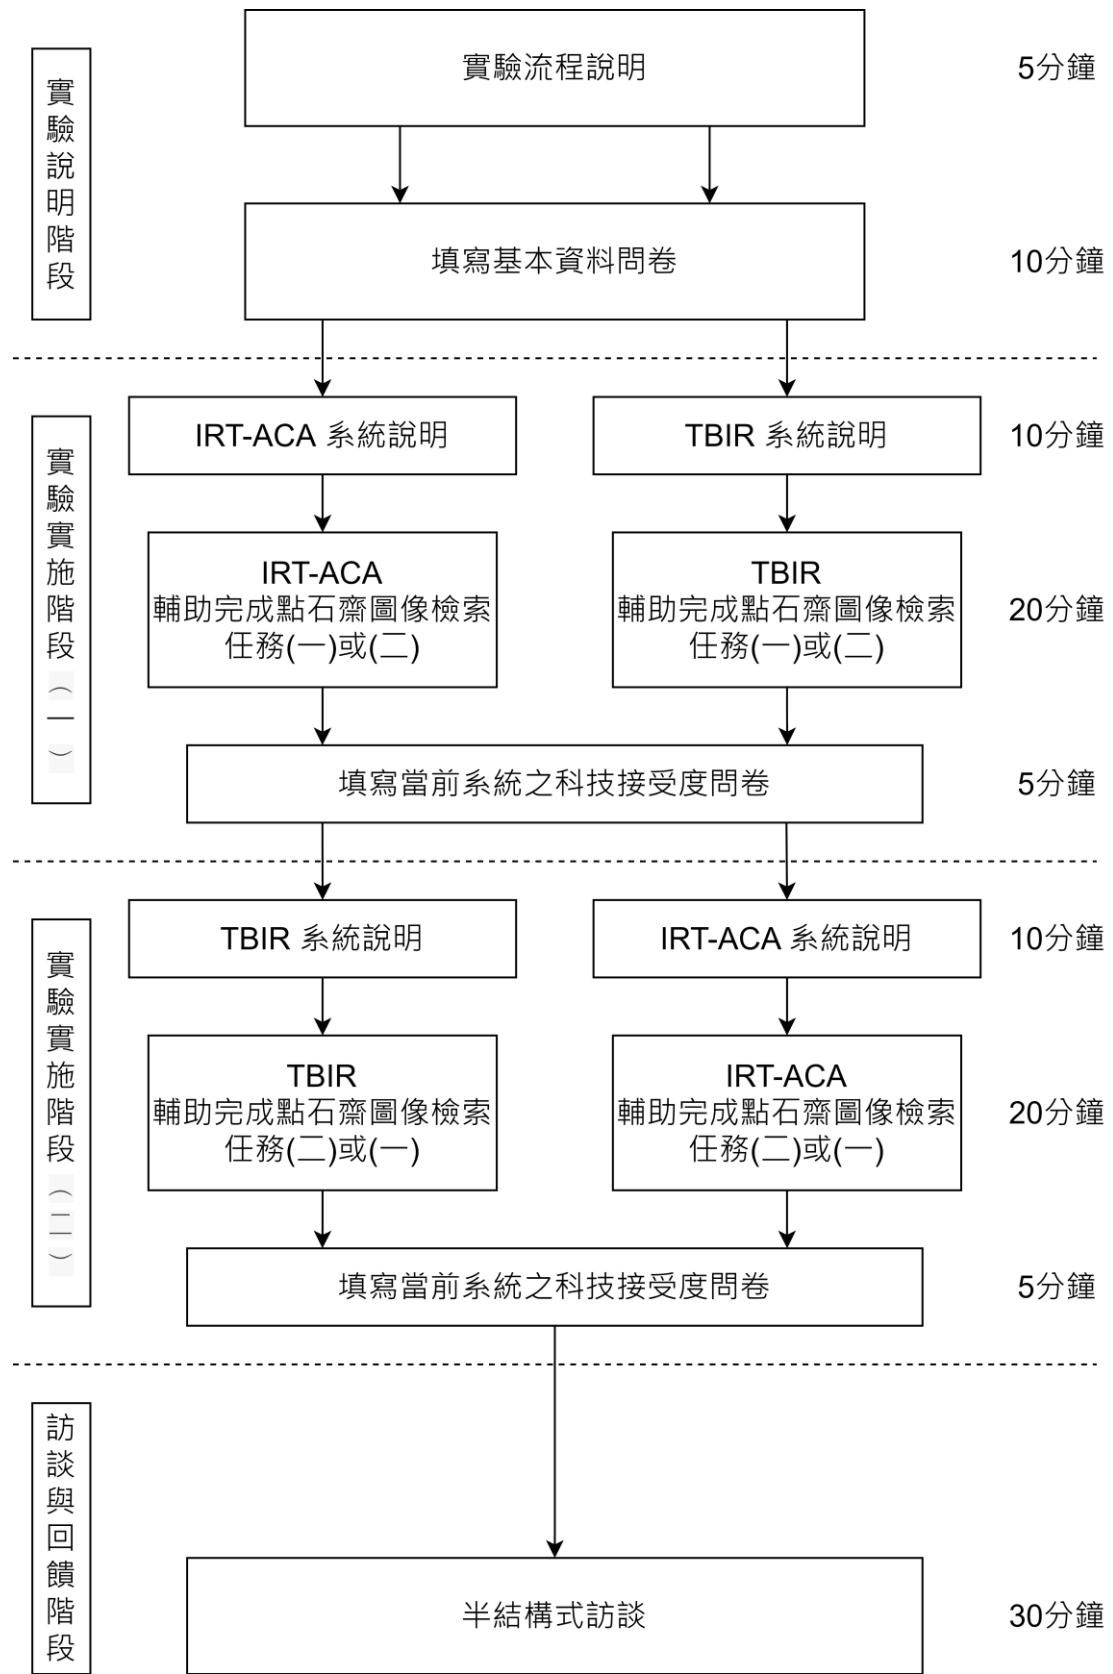 實驗說明階段
實驗流程說明
5分鐘
填寫基本資料問卷
10分鐘
實驗實施階段（一）
IRT-ACA 系統說明
TBIR 系統說明
10分鐘
IRT-ACA
輔助完成點石齋圖像檢索
任務(一)或(二)
TBIR
輔助完成點石齋圖像檢索
任務(一)或(二)
20分鐘
填寫當前系統之科技接受度問卷
5分鐘
實驗實施階段（二）
TBIR 系統說明
IRT-ACA 系統說明
10分鐘
TBIR
輔助完成點石齋圖像檢索
任務(二)或(一)
IRT-ACA
輔助完成點石齋圖像檢索
任務(二)或(一)
20分鐘
填寫當前系統之科技接受度問卷
5分鐘
訪談與回饋階段
半結構式訪談
30分鐘